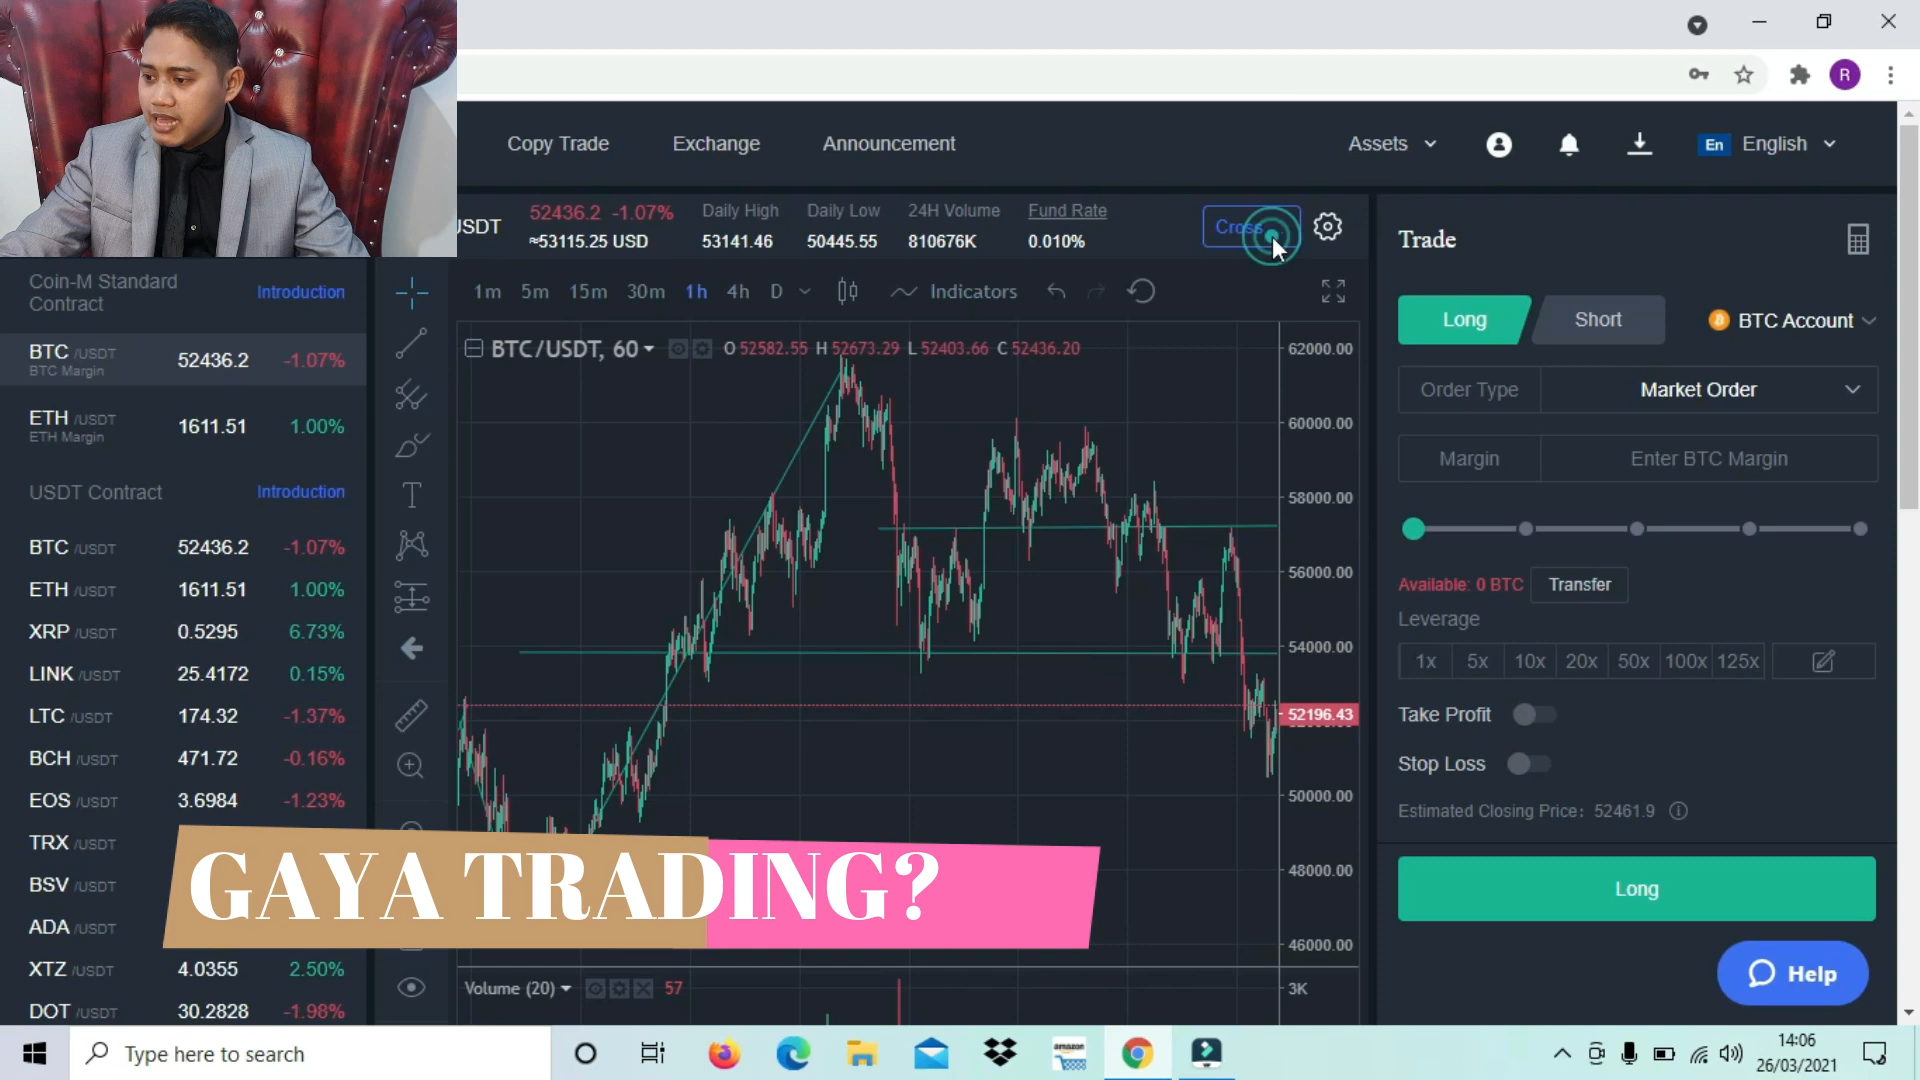 R
Copy Trade
Exchange
Announcement
Assets
En English
USDT
52436.2 -1.07%
≈53115.25 USD
Daily High
53141.46
Daily Low
50445.55
24H Volume
810676K
Fund Rate
0.010%
Cross
Coin-M Standard
Contract
Introduction
BTC /USDT 52436.2 -1.07%
BTC Margin
ETH /USDT 1611.51 1.00%
ETH Margin
USDT Contract Introduction
BTC /USDT 52436.2 -1.07%
ETH /USDT 1611.51 1.00%
XRP /USDT 0.5295 6.73%
LINK /USDT 25.4172 0.15%
LTC /USDT 174.32 -1.37%
BCH /USDT 471.72 -0.16%
EOS /USDT 3.6984 -1.23%
TRX /USDT
BSV /USDT
ADA /USDT
XTZ /USDT 4.0355 2.50%
DOT /USDT 30.2828 -1.98%
1m 5m 15m 30m 1h 4h D Indicators
BTC/USDT, 60 O 52582.55 H 52673.29 L 52403.66 C 52436.20
62000.00
60000.00
58000.00
56000.00
54000.00
52196.43
50000.00
48000.00
46000.00
Volume (20) 57
3K
GAYA TRADING?
Trade
Long Short BTC Account
Order Type Market Order
Margin Enter BTC Margin
Available: 0 BTC Transfer
Leverage
1x 5x 10x 20x 50x 100x 125x
Take Profit
Stop Loss
Estimated Closing Price: 52461.9
Long
Help
Type here to search
amazon
14:06
26/03/2021